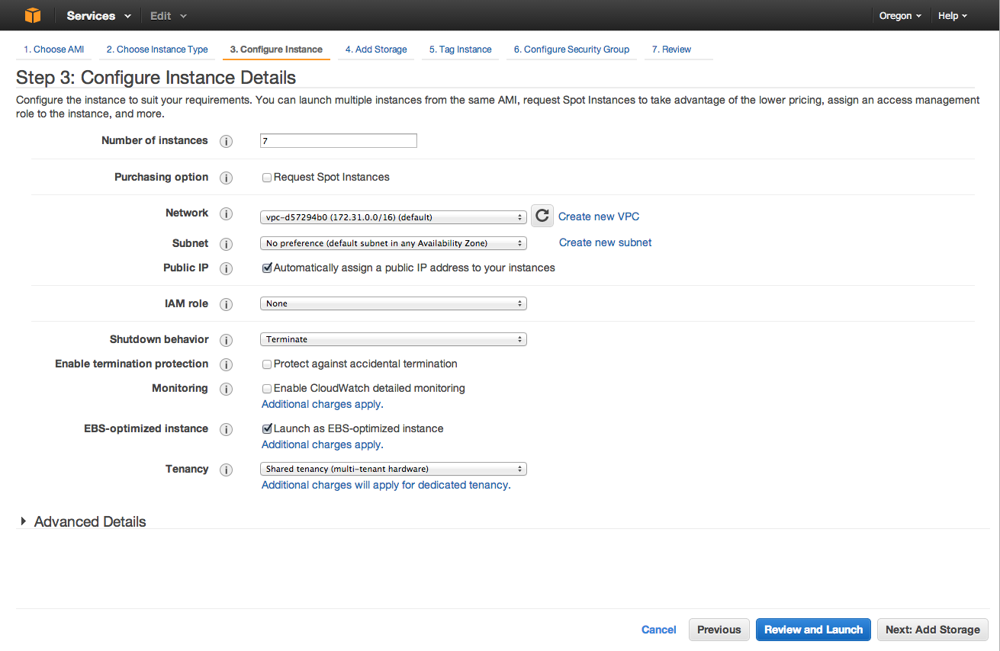 Services Edit Oregon Help
1. Choose AMI 2. Choose Instance Type 3. Configure Instance 4. Add Storage 5. Tag Instance 6. Configure Security Group 7. Review
Step 3: Configure Instance Details
Configure the instance to suit your requirements. You can launch multiple instances from the same AMI, request Spot Instances to take advantage of the lower pricing, assign an access management
role to the instance, and more.
Number of instances i 7
Purchasing option i Request Spot Instances
Network i vpc-d57294b0 (172.31.0.0/16) (default) Create new VPC
Subnet i No preference (default subnet in any Availability Zone) Create new subnet
Public IP i Automatically assign a public IP address to your instances
IAM role i None
Shutdown behavior i Terminate
Enable termination protection i Protect against accidental termination
Monitoring i Enable CloudWatch detailed monitoring
Additional charges apply.
EBS-optimized instance i Launch as EBS-optimized instance
Additional charges apply.
Tenancy i Shared tenancy (multi-tenant hardware)
Additional charges will apply for dedicated tenancy.
Advanced Details
Cancel Previous Review and Launch Next: Add Storage